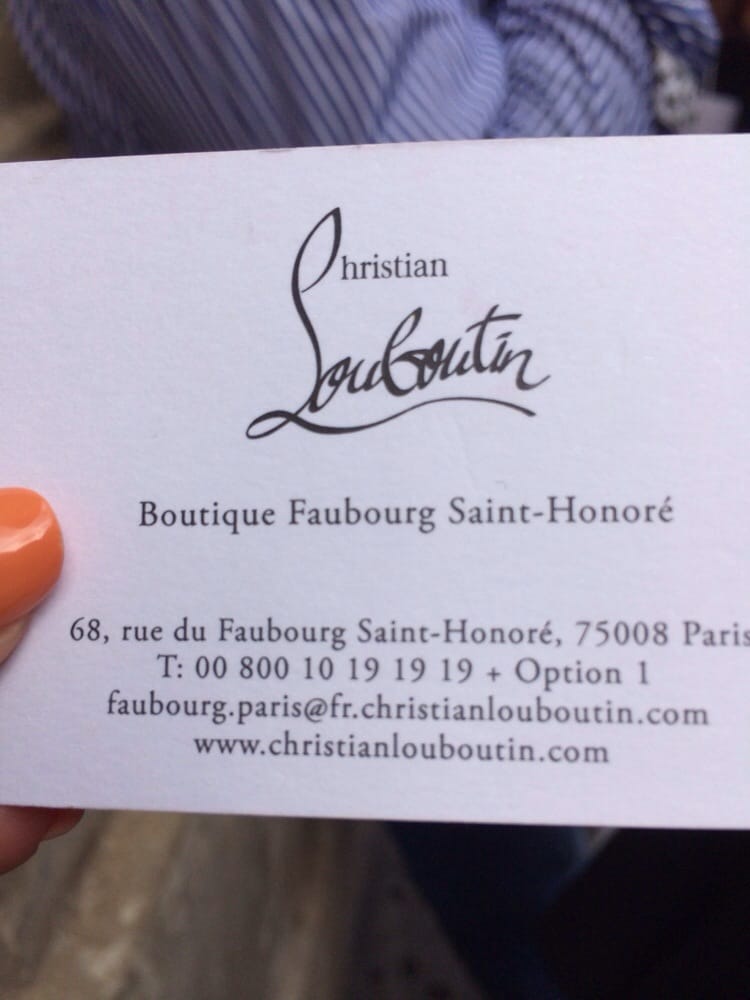 Christian
Louboutin
Boutique Faubourg Saint-Honoré
68, rue du Faubourg Saint-Honoré, 75008 Paris
T: 00 800 10 19 19 19 + Option 1
faubourg.paris@fr.christianlouboutin.com
www.christianlouboutin.com